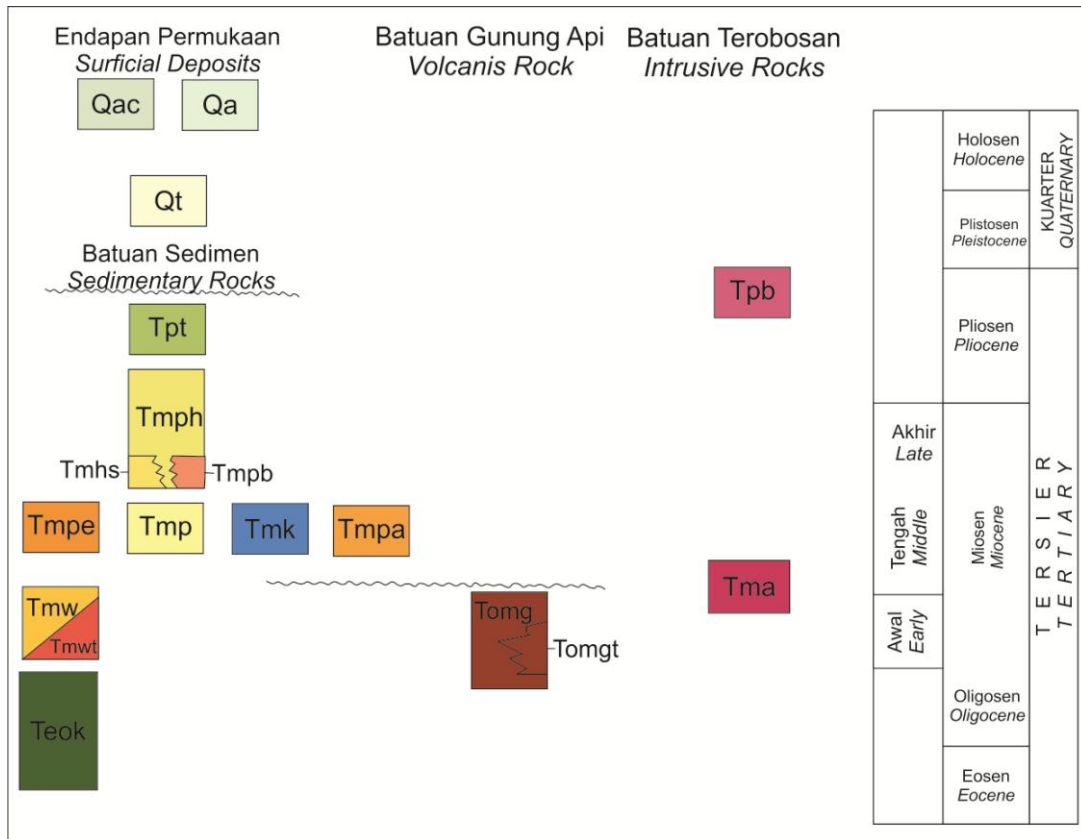 Endapan Permukaan
Surficial Deposits
Batuan Gunung Api
Volcanis Rock
Batuan Terobosan
Intrusive Rocks
Qac
Qa
Qt
Batuan Sedimen
Sedimentary Rocks
Tpt
Tmph
Tmhs
Tmpb
Tmpe
Tmp
Tmk
Tmpa
Tmw
Tmwt
Teok
Tomg
Tomgt
Tpb
Tma
Holosen
Holocene
Plistosen
Pleistocene
Pliosen
Pliocene
Akhir
Late
Tengah
Middle
Awal
Early
Miosen
Miocene
Oligosen
Oligocene
Eosen
Eocene
KUARTER
QUATERNARY
TERSIER
TERTIARY